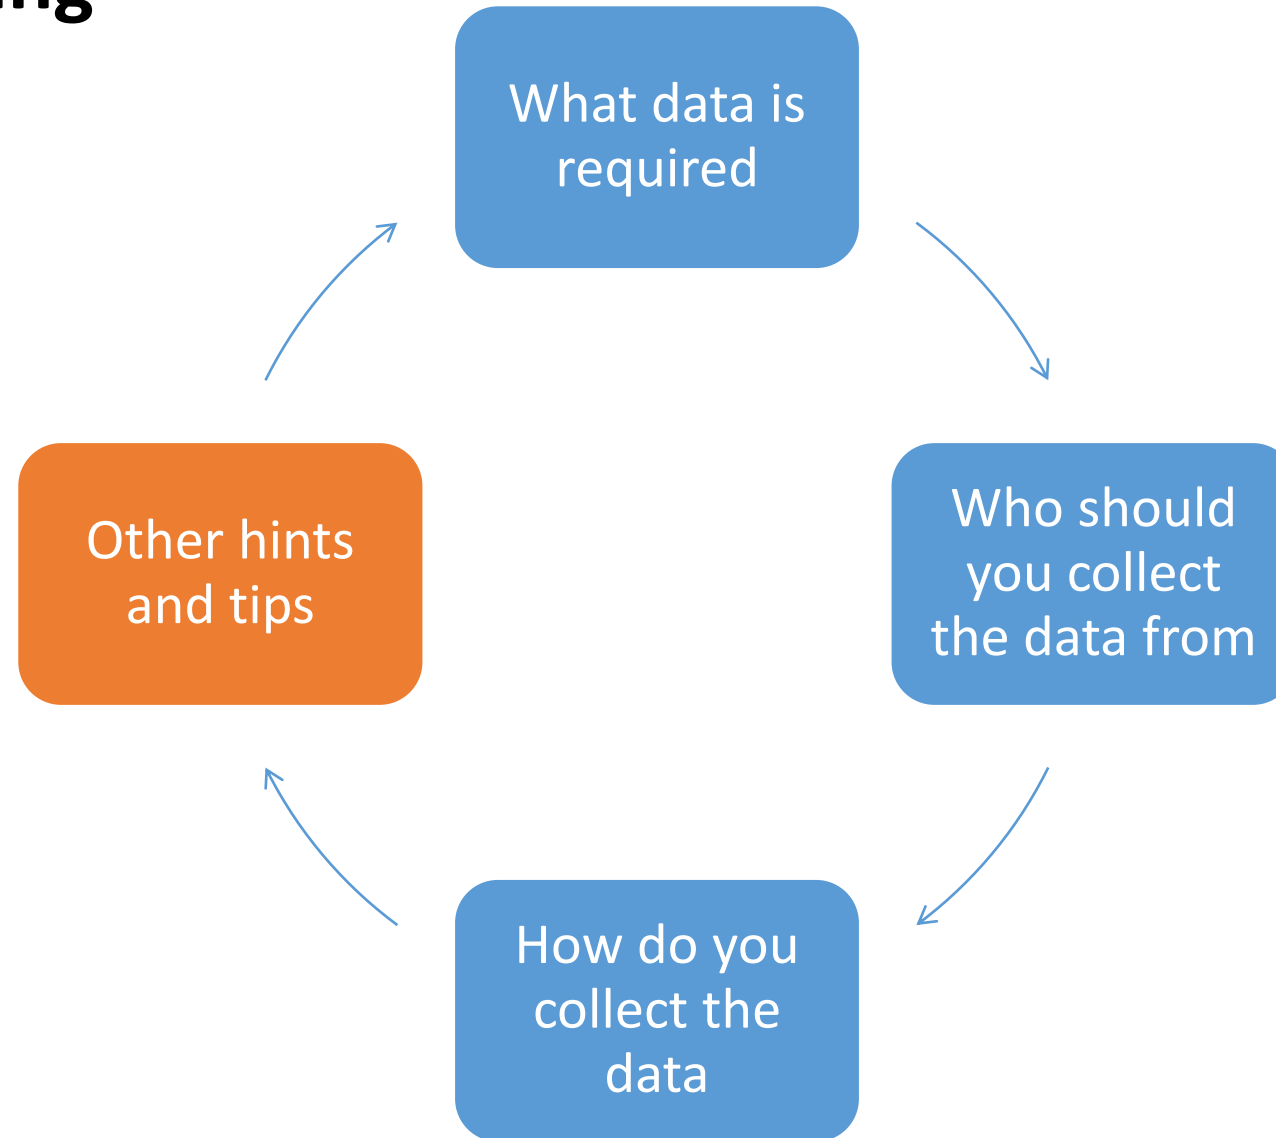 What data is
required
Who should
you collect
the data from
How do you
collect the
data
Other hints
and tips